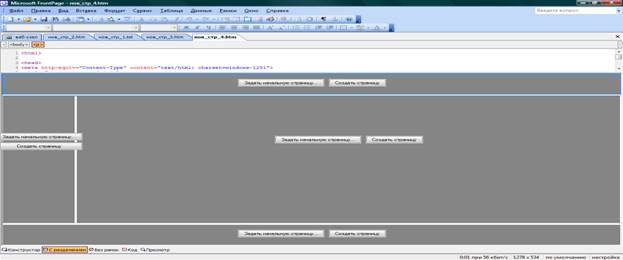 Microsoft FrontPage - нов_стр_4.htm
Файл Правка Вид Вставка Формат Сервис Таблица Данные Рамки Окно Справка
Введите вопрос
веб-узел нов_стр_2.htm нов_стр_1.txt нов_стр_3.htm нов_стр_4.htm
<body> <p>
1 <html>
2
3 <head>
4 <meta http-equiv="Content-Type" content="text/html; charset=windows-1251">
Задать начальную страницу... Создать страницу
Задать начальную страницу...
Создать страницу
Задать начальную страницу... Создать страницу
Задать начальную страницу... Создать страницу
Конструктор С разделением Без рамок Код Просмотр
0:01 при 56 кбит/с 1278 x 534 по умолчанию настройка